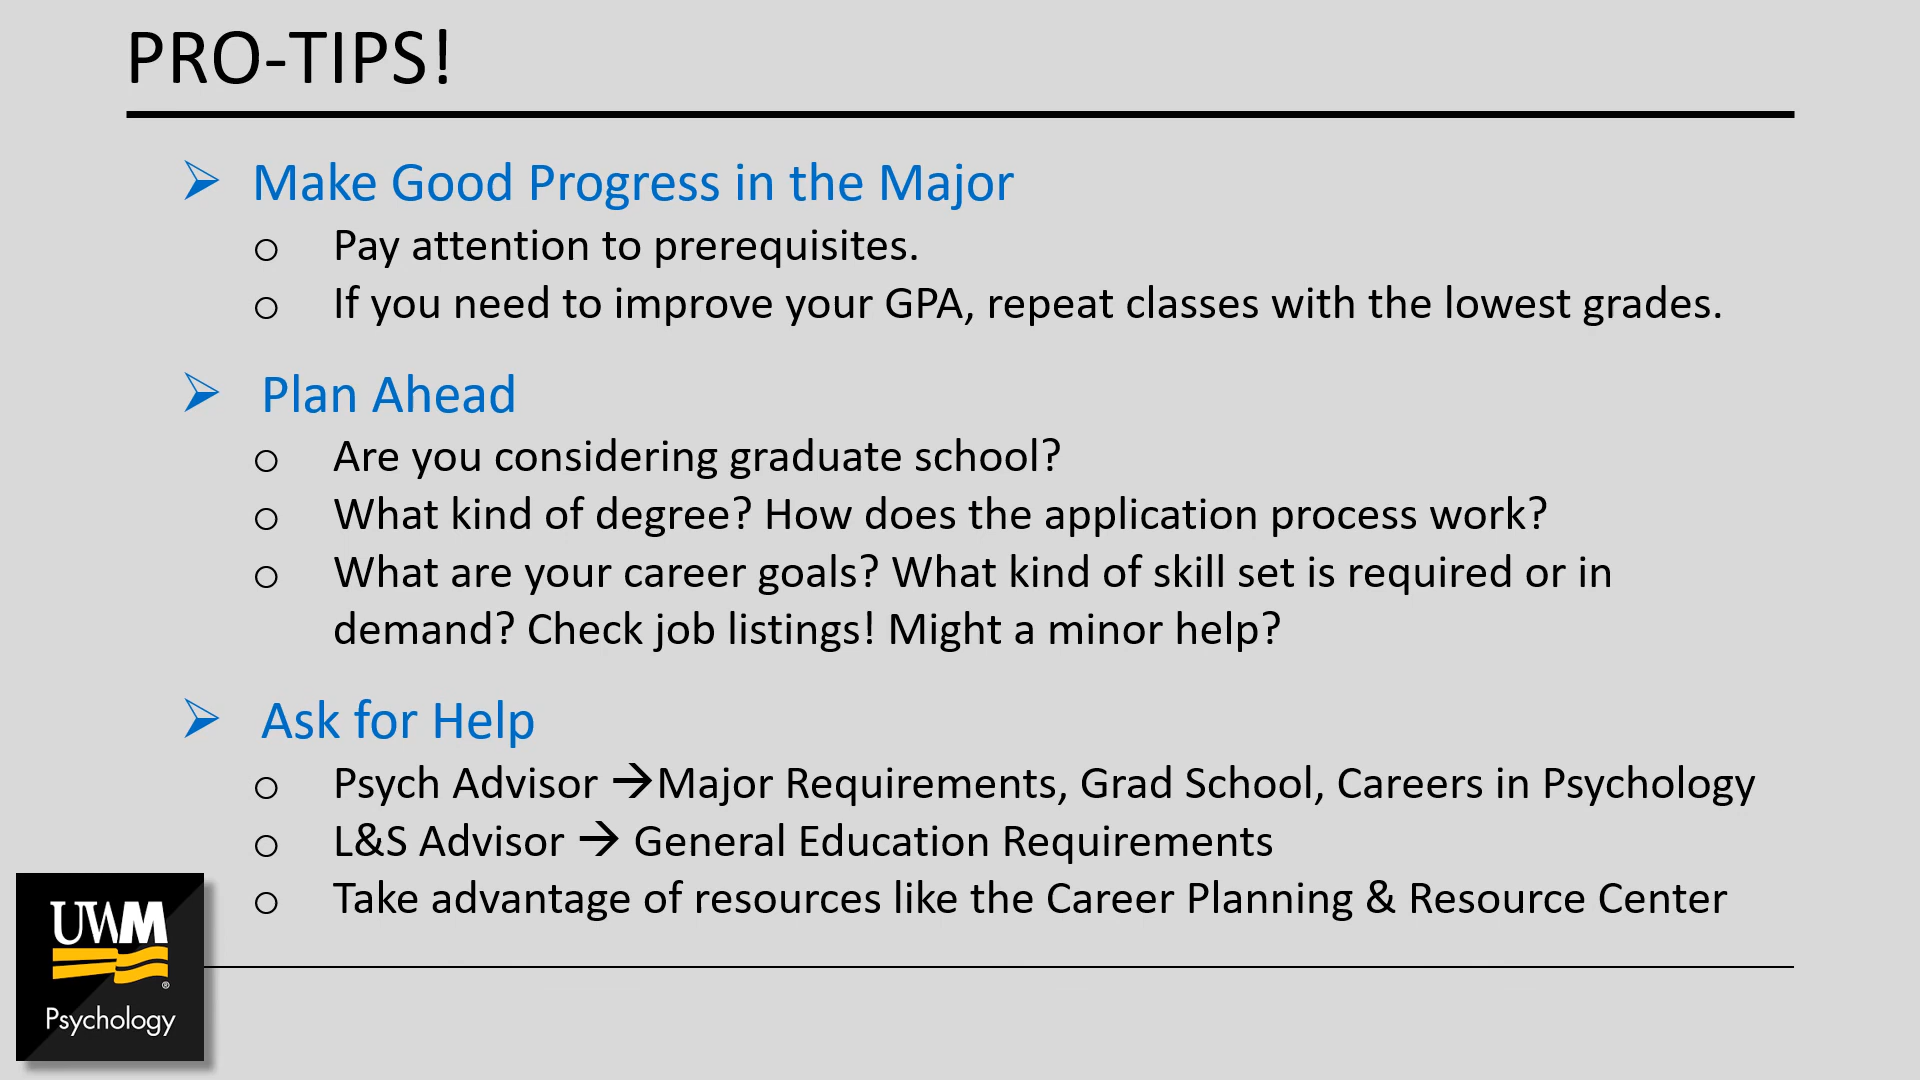 PRO-TIPS!
➢ Make Good Progress in the Major
o Pay attention to prerequisites.
o If you need to improve your GPA, repeat classes with the lowest grades.
➢ Plan Ahead
o Are you considering graduate school?
o What kind of degree? How does the application process work?
o What are your career goals? What kind of skill set is required or in
demand? Check job listings! Might a minor help?
➢ Ask for Help
o Psych Advisor →Major Requirements, Grad School, Careers in Psychology
o L&S Advisor → General Education Requirements
o Take advantage of resources like the Career Planning & Resource Center
UWM
®
Psychology